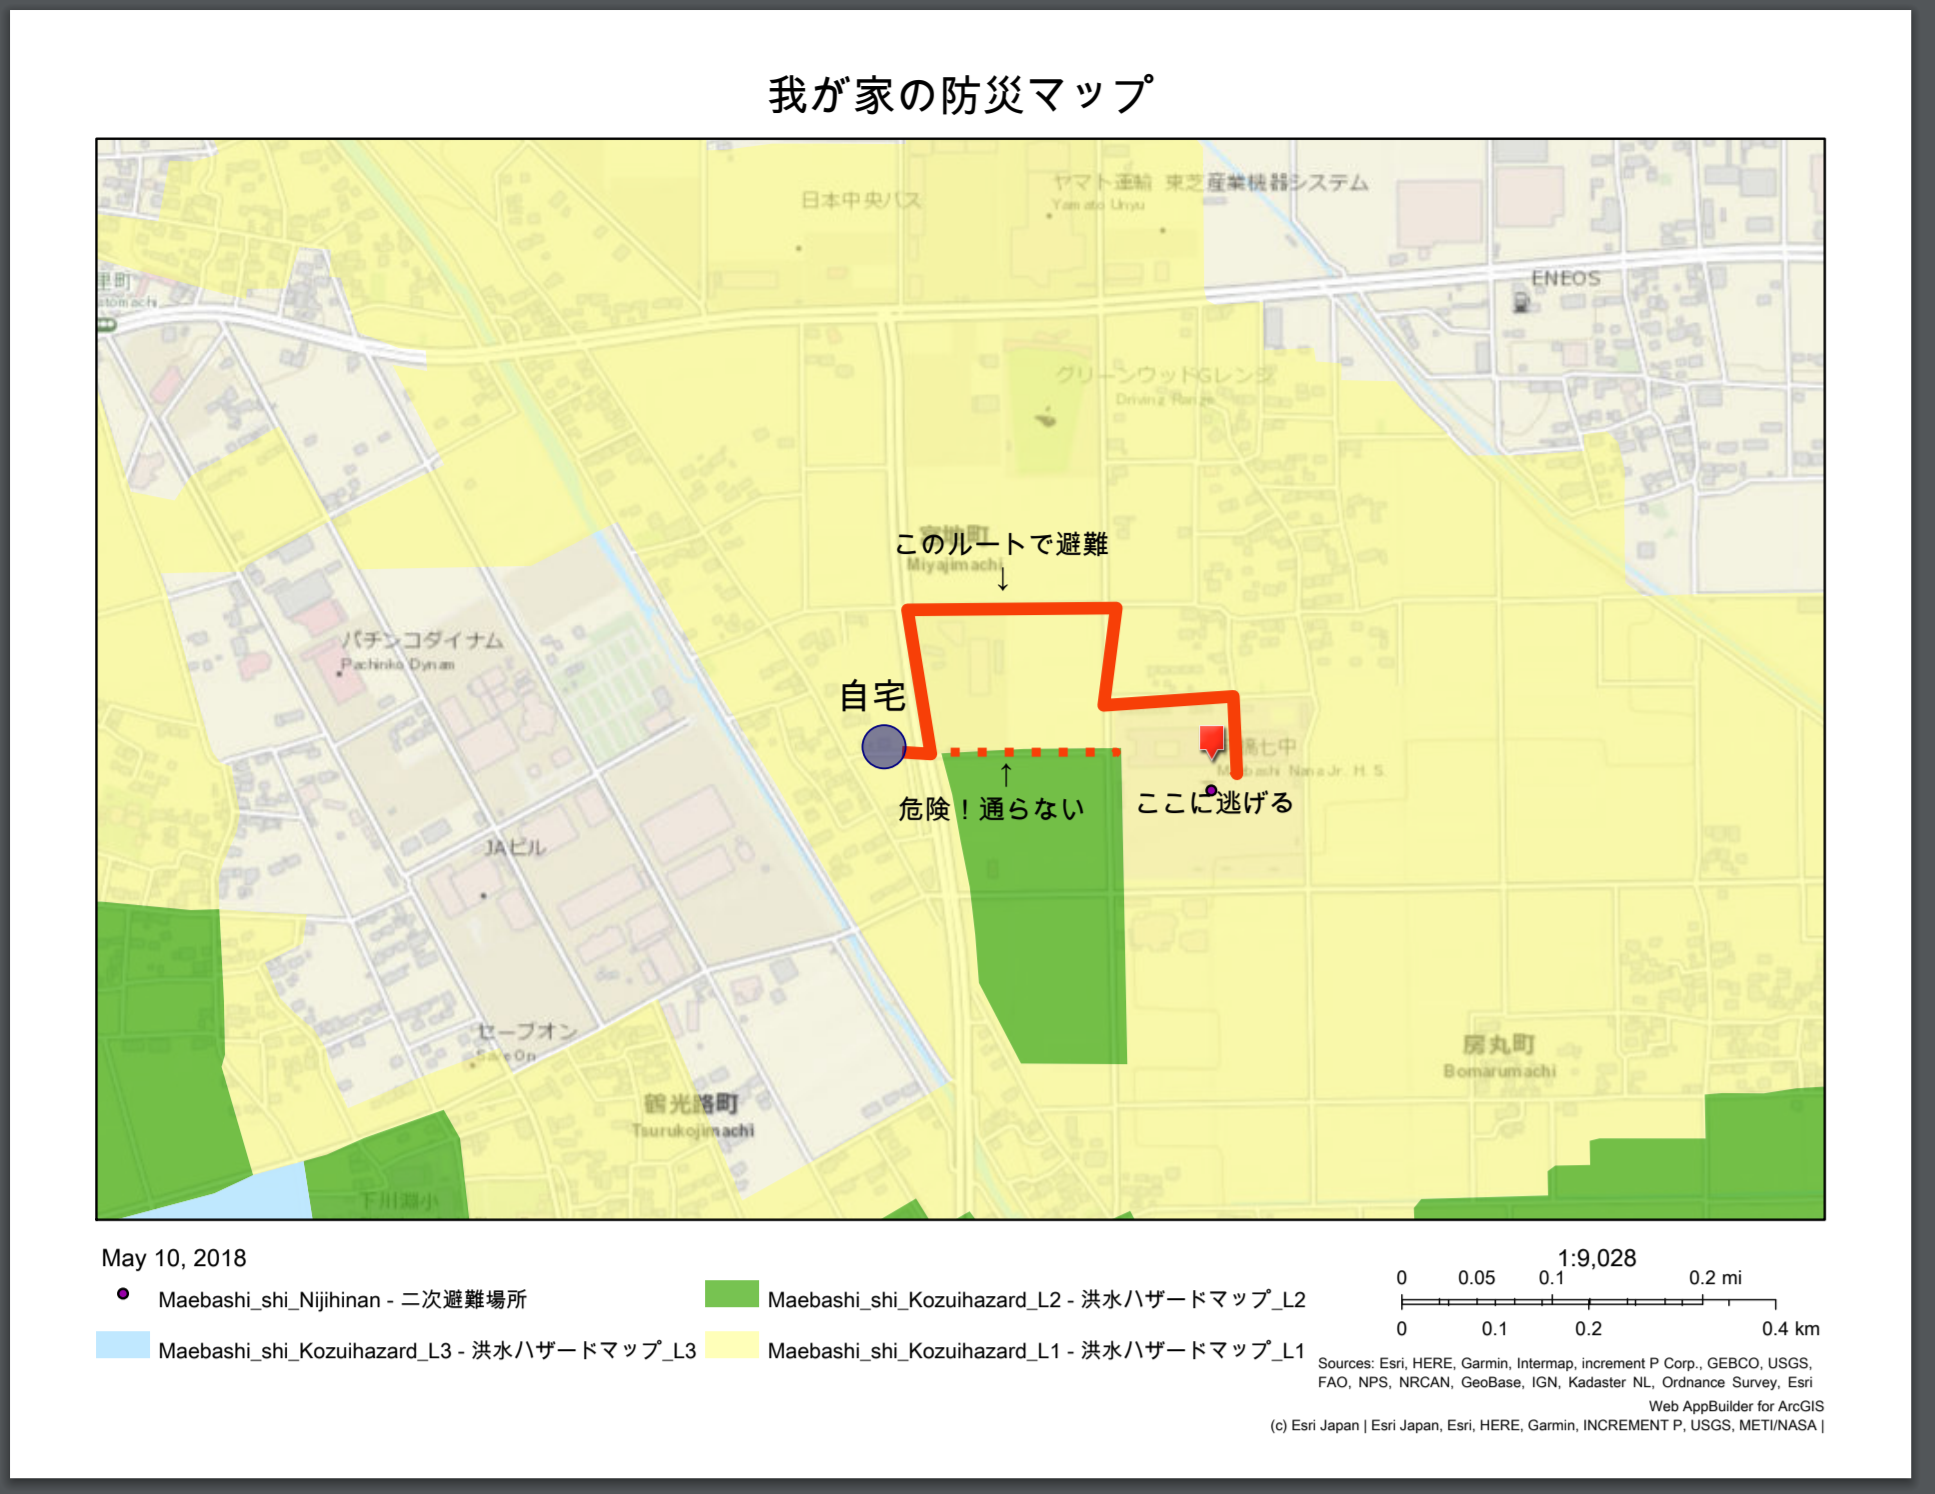 我が家の防災マップ
日本中央バス
ヤマト運輸 東芝産業機器システム
Yamato Unyu
里町
atomachi
ENEOS
グリーンウッドGレンジ
Driving Range
このルートで避難
↓
Miyajimachi
パチンコダイナム
Pachinko Dynam
自宅
橋七中
Nana Jr. H. S.
↑
危険！通らない
ここに逃げる
JAビル
セーブオン
Save On
房丸町
Bomarumachi
鶴光路町
Tsurukojimachi
下川淵小
May 10, 2018
Maebashi_shi_Nijihinan - 二次避難場所
Maebashi_shi_Kozuihazard_L3 - 洪水ハザードマップ_L3
Maebashi_shi_Kozuihazard_L2 - 洪水ハザードマップ_L2
Maebashi_shi_Kozuihazard_L1 - 洪水ハザードマップ_L1
1:9,028
0 0.05 0.1 0.2 mi
0 0.1 0.2 0.4 km
Sources: Esri, HERE, Garmin, Intermap, increment P Corp., GEBCO, USGS,
FAO, NPS, NRCAN, GeoBase, IGN, Kadaster NL, Ordnance Survey, Esri
Web AppBuilder for ArcGIS
(c) Esri Japan | Esri Japan, Esri, HERE, Garmin, INCREMENT P, USGS, METI/NASA |